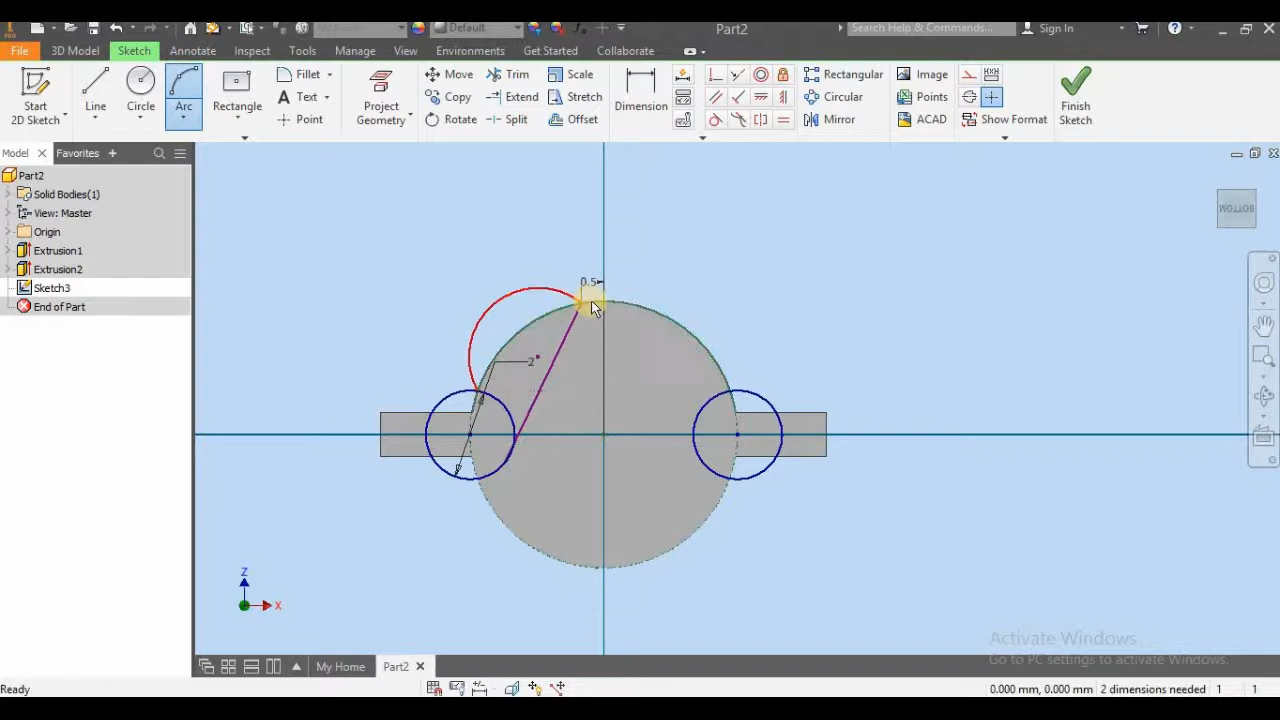 Default
Part2
Search Help & Commands...
Sign In
File
3D Model
Sketch
Annotate
Inspect
Tools
Manage
View
Environments
Get Started
Collaborate
Start
2D Sketch
Line
Circle
Arc
Rectangle
Fillet
Text
Point
Project
Geometry
Move
Copy
Rotate
Trim
Extend
Split
Scale
Stretch
Offset
Dimension
Rectangular
Circular
Mirror
Image
Points
ACAD
Show Format
Finish
Sketch
Model
Favorites
Part2
Solid Bodies(1)
View: Master
Origin
Extrusion1
Extrusion2
Sketch3
End of Part
BOTTOM
0.5
2
Z
X
Activate Windows
Go to PC settings to activate Windows.
My Home
Part2
Ready
0.000 mm, 0.000 mm
2 dimensions needed
1
1